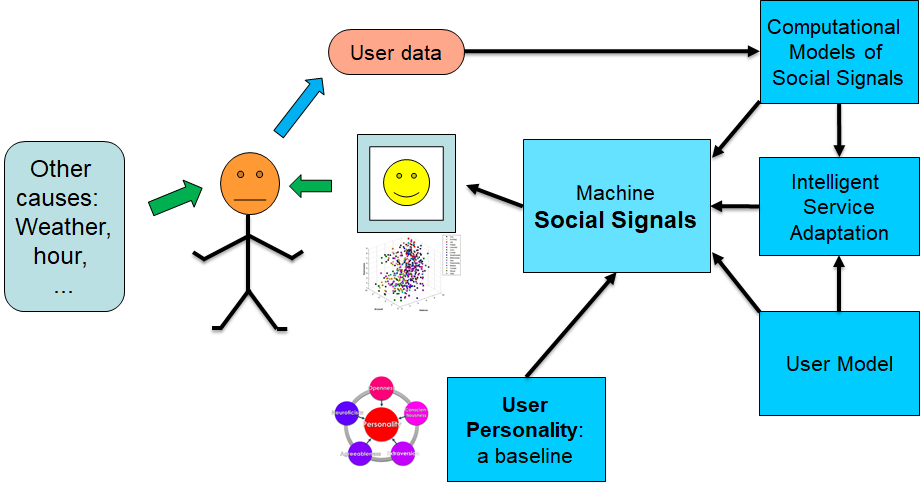 User data
Computational
Models of
Social Signals
Other
causes:
Weather,
hour,
...
Machine
Social Signals
Intelligent
Service
Adaptation
User Model
User
Personality:
a baseline
Openness
Neuroticism
Personality
Agreeableness
Extraversion